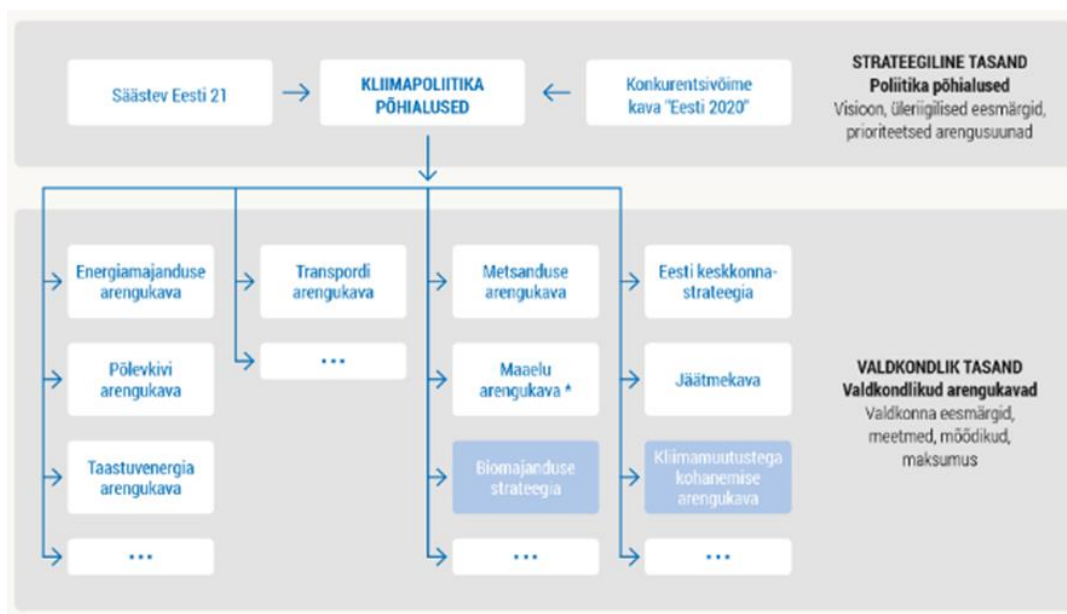 Säästev Eesti 21
KLIIMAPOLIITIKA
PÕHIALUSED
Konkurentsivõime
kava "Eesti 2020"
STRATEEGILINE TASAND
Poliitika põhialused
Visioon, üleriigilised eesmärgid,
prioriteetsed arengusuunad
Energiamajanduse
arengukava
Transpordi
arengukava
Metsanduse
arengukava
Eesti keskkonna-
strateegia
Põlevkivi
arengukava
...
Maaelu
arengukava *
Jäätmekava
Taastuvenergia
arengukava
Biomajanduse
strateegia
Kliimamuutustega
kohanemise
arengukava
...
...
...
VALDKONDLIK TASAND
Valdkondlikud arengukavad
Valdkonna eesmärgid,
meetmed, mõõdikud,
maksumus